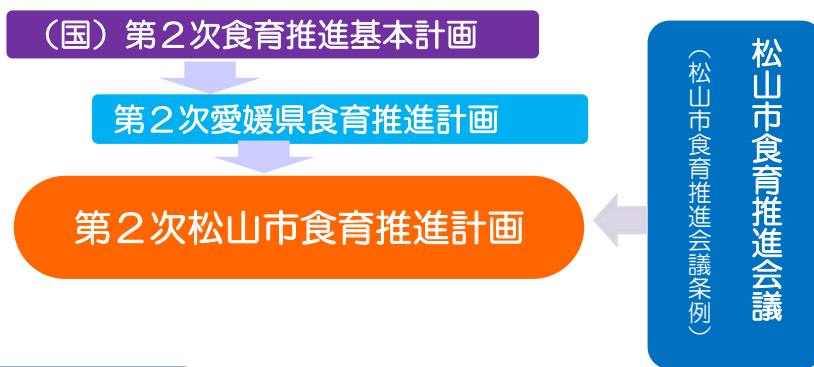 （国）第２次食育推進基本計画
第２次愛媛県食育推進計画
第２次松山市食育推進計画
松山市食育推進会議
（松山市食育推進会議条例）